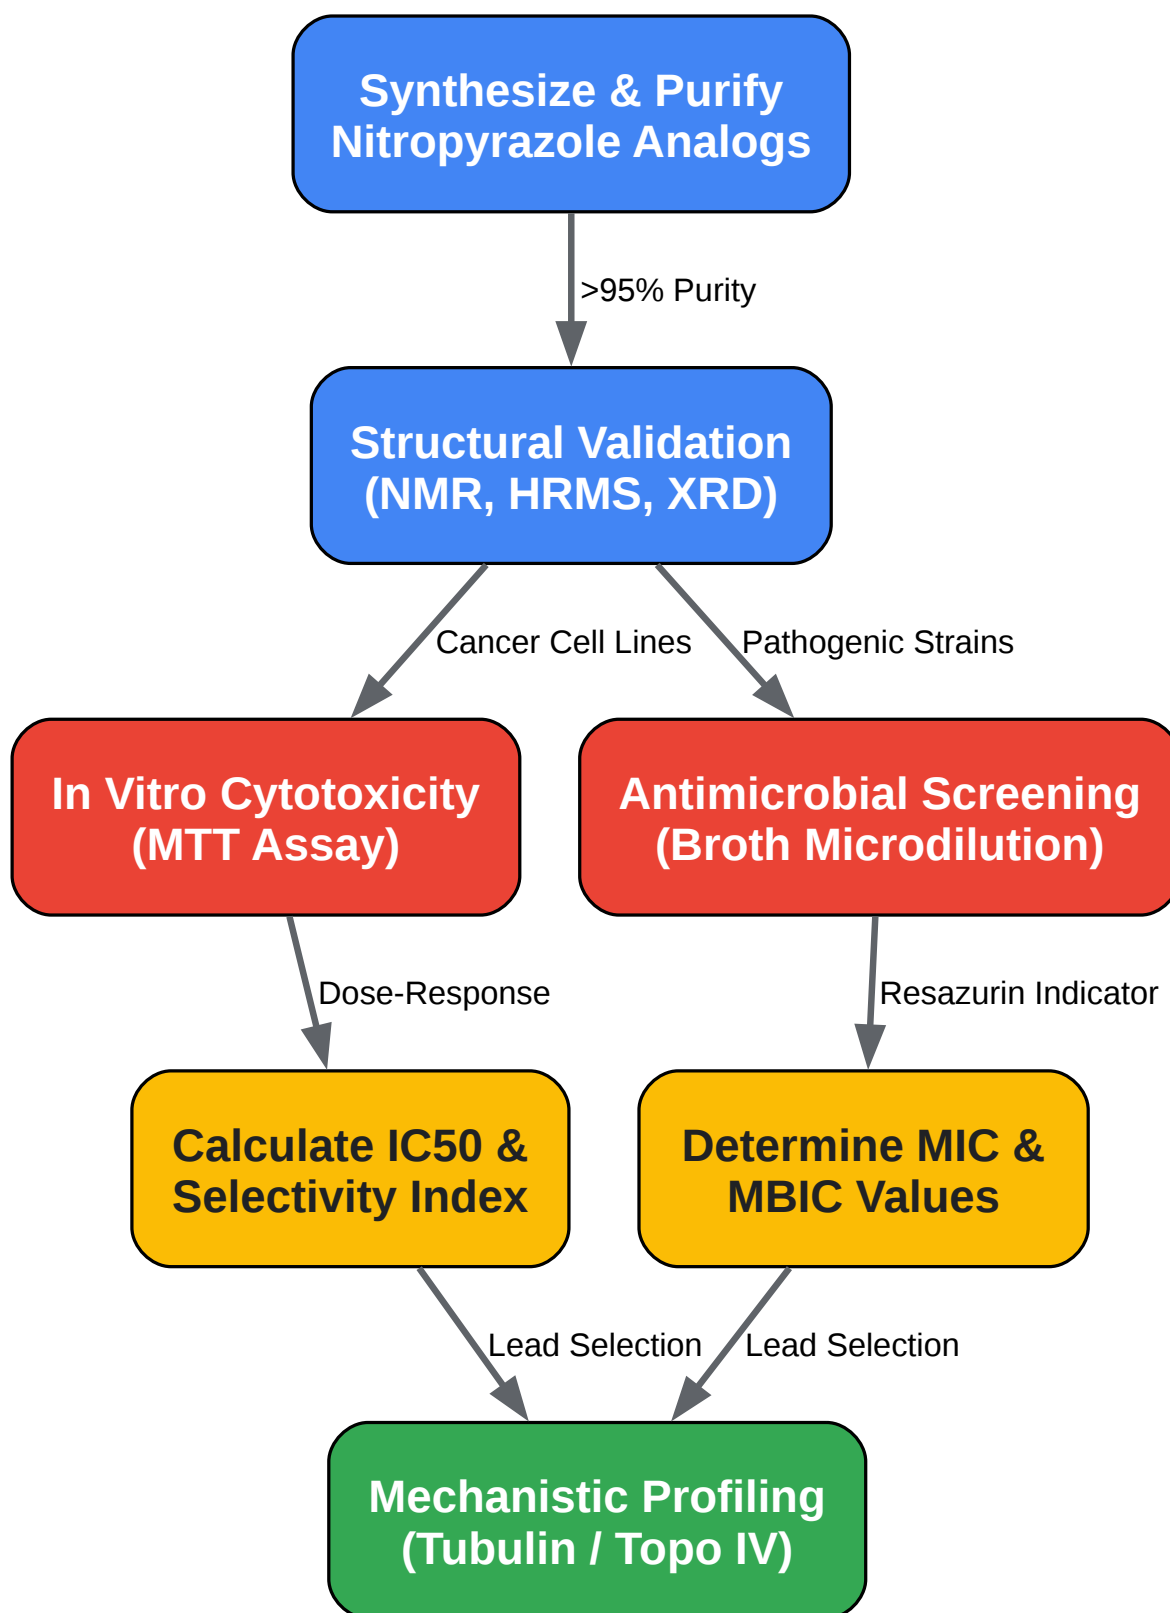 Synthesize & Purify
Nitropyrazole Analogs
>95% Purity
Structural Validation
(NMR, HRMS, XRD)
Cancer Cell Lines
Pathogenic Strains
In Vitro Cytotoxicity
(MTT Assay)
Antimicrobial Screening
(Broth Microdilution)
Dose-Response
Resazurin Indicator
Calculate IC50 &
Selectivity Index
Determine MIC &
MBIC Values
Lead Selection
Lead Selection
Mechanistic Profiling
(Tubulin / Topo IV)